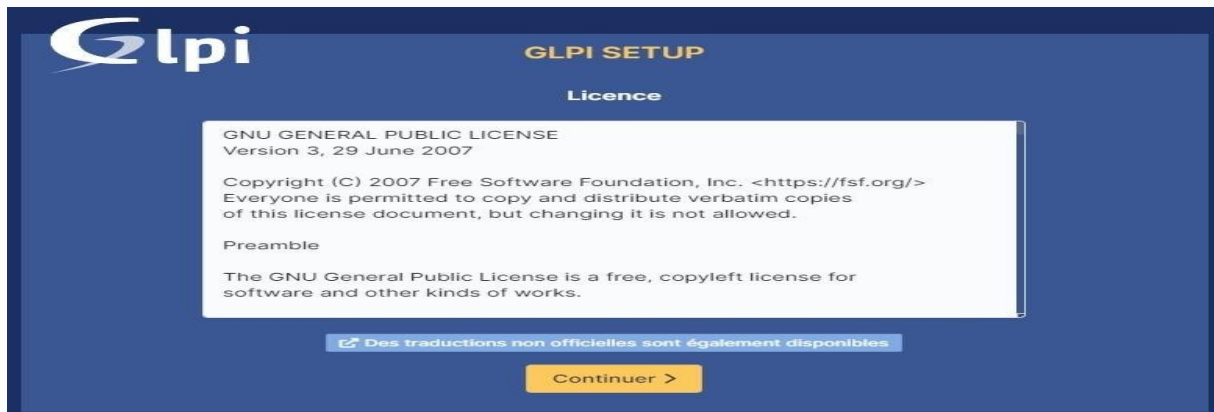 Glpi
GLPI SETUP
Licence
GNU GENERAL PUBLIC LICENSE
Version 3, 29 June 2007
Copyright (C) 2007 Free Software Foundation, Inc. <https://fsf.org/>
Everyone is permitted to copy and distribute verbatim copies
of this license document, but changing it is not allowed.
Preamble
The GNU General Public License is a free, copyleft license for
software and other kinds of works.
Des traductions non officielles sont également disponibles
Continuer >